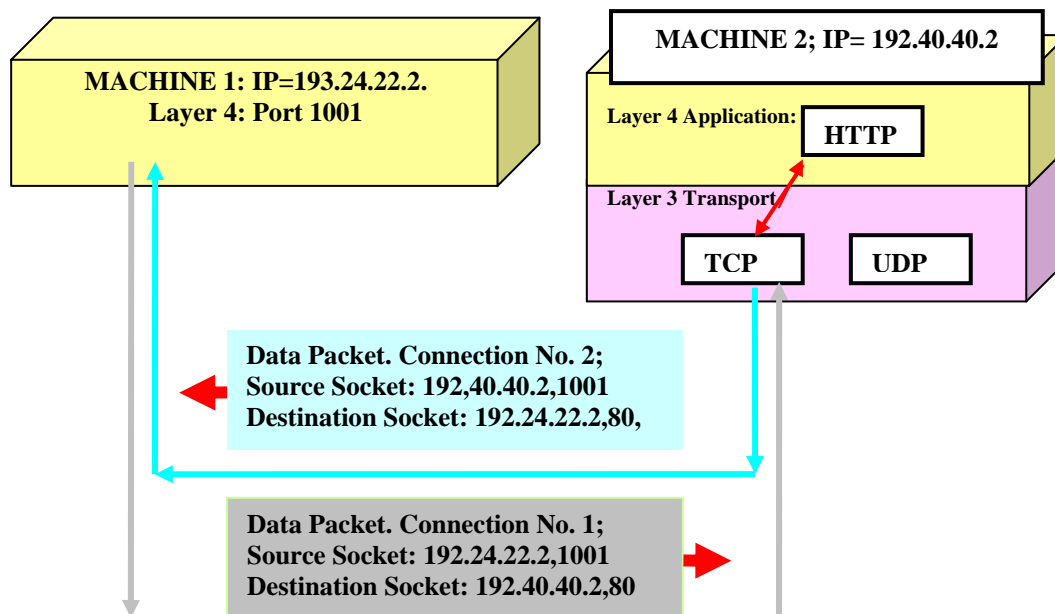 MACHINE 1: IP=193.24.22.2.
Layer 4: Port 1001
MACHINE 2; IP= 192.40.40.2
Layer 4 Application:
HTTP
Layer 3 Transport
TCP
UDP
Data Packet. Connection No. 2;
Source Socket: 192,40.40.2,1001
Destination Socket: 192.24.22.2,80,
Data Packet. Connection No. 1;
Source Socket: 192.24.22.2,1001
Destination Socket: 192.40.40.2,80